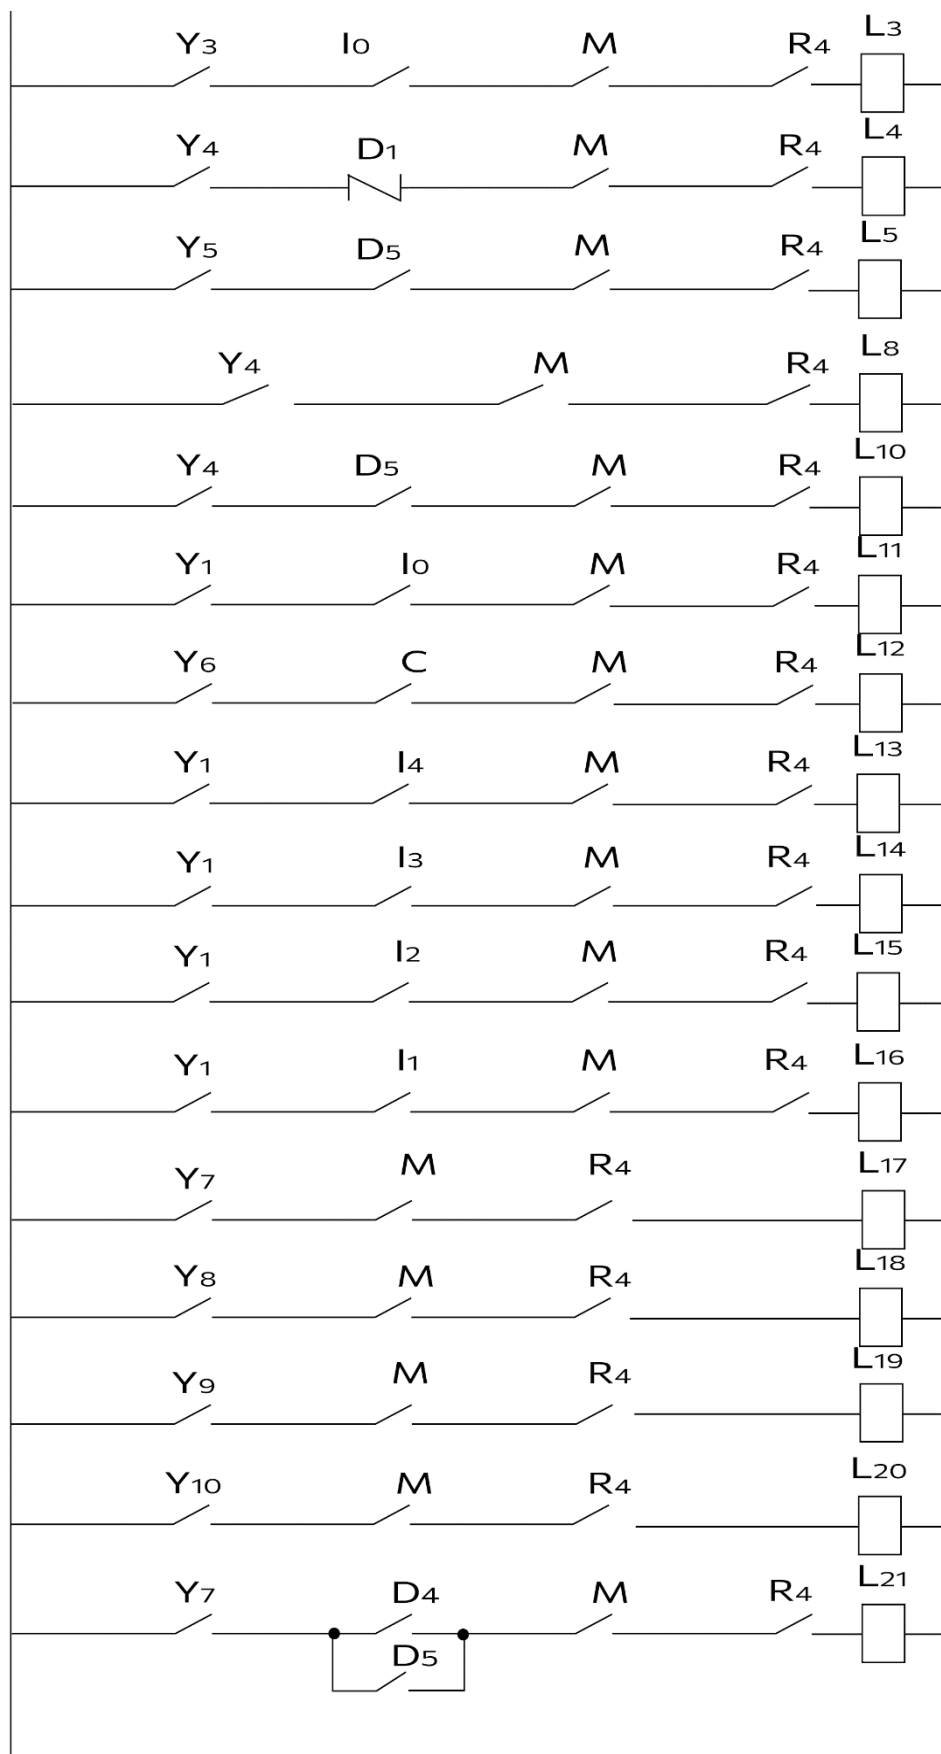 Y3 I0 M R4 L3
Y4 D1 M R4 L4
Y5 D5 M R4 L5
Y4 M R4 L8
Y4 D5 M R4 L10
Y1 I0 M R4 L11
Y6 C M R4 L12
Y1 I4 M R4 L13
Y1 I3 M R4 L14
Y1 I2 M R4 L15
Y1 I1 M R4 L16
Y7 M R4 L17
Y8 M R4 L18
Y9 M R4 L19
Y10 M R4 L20
Y7 D4 M R4 L21
D5